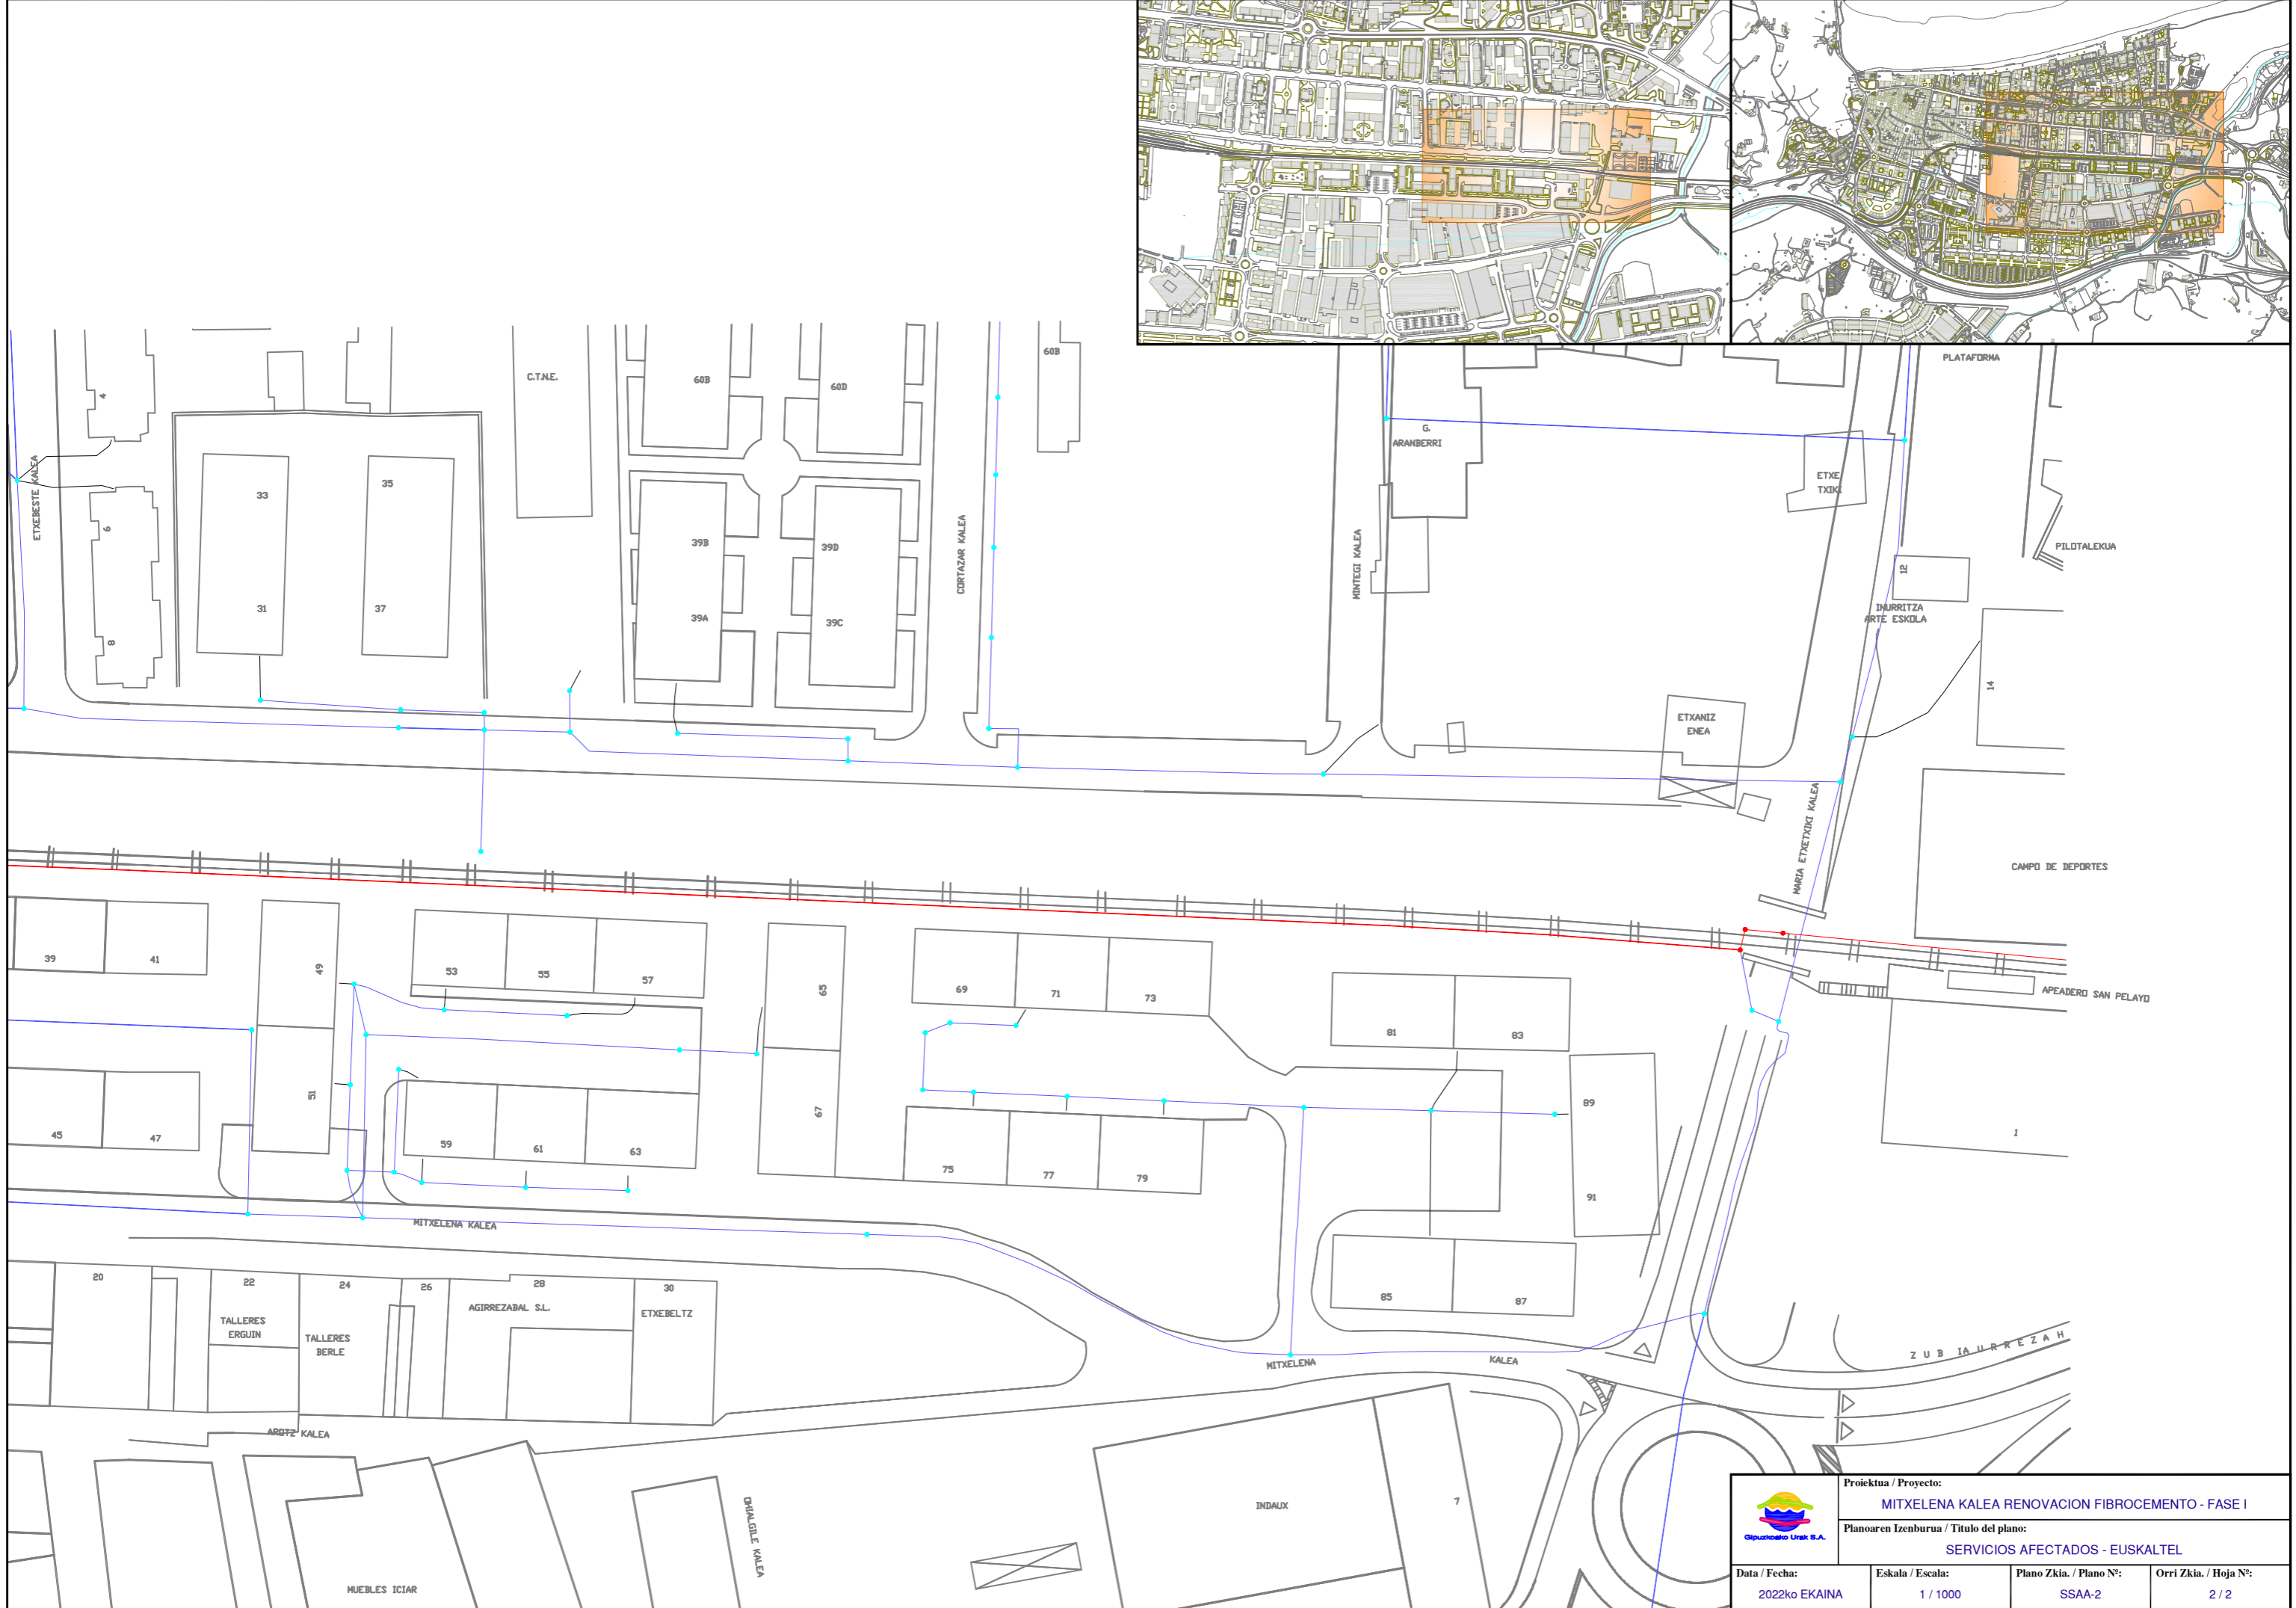 PLATAFORMA
60B
C.T.N.E.
60B
60D
4
G.
ARANBERRI
ETXEBESTE KALEA
33
35
ETXE
TXIKI
6
39B
39D
CORTAZAR KALEA
MINTEGI KALEA
PILOTALEKUA
12
31
37
39A
39C
INURRITZA
ARTE ESKOLA
8
14
ETXANIZ
ENEA
MARIA ETXETXIKI KALEA
CAMPO DE DEPORTES
39
41
49
53
55
57
65
69
71
73
81
83
APEADERO SAN PELAYO
51
67
89
45
47
59
61
63
75
77
79
1
91
MITXELENA KALEA
20
22
24
26
28
30
AGIRREZABAL S.L.
ETXEBELTZ
85
87
TALLERES
ERGUIN
TALLERES
BERLE
MITXELENA
KALEA
ZUBIAURREZAH
AROTZ KALEA
OHIALGILE KALEA
INDAUX
7
MUEBLES ICIAR
Gipuzkoako Urak S.A.
Proiektua / Proyecto:
MITXELENA KALEA RENOVACION FIBROCEMENTO - FASE I
Planoaren Izenburua / Titulo del plano:
SERVICIOS AFECTADOS - EUSKALTEL
Data / Fecha:
2022ko EKAINA
Eskala / Escala:
1 / 1000
Plano Zkia. / Plano Nº:
SSAA-2
Orri Zkia. / Hoja Nº:
2 / 2